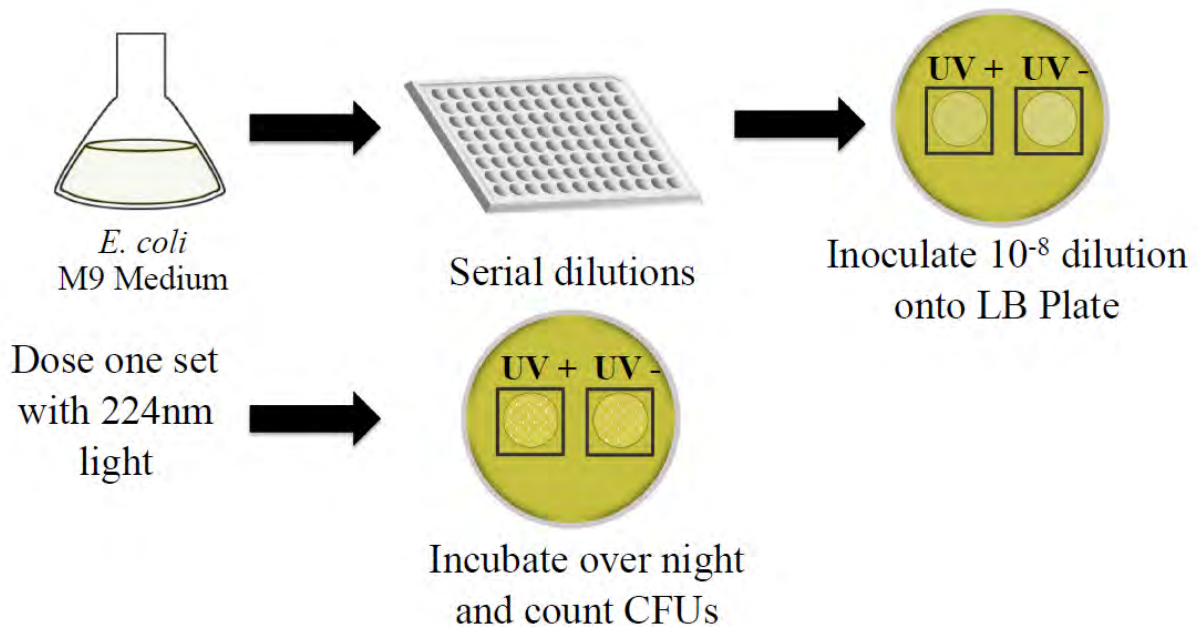 UV + UV -
E. coli
M9 Medium
Serial dilutions
Inoculate 10⁻⁸ dilution
onto LB Plate
Dose one set
with 224nm
light
UV + UV -
Incubate over night
and count CFUs